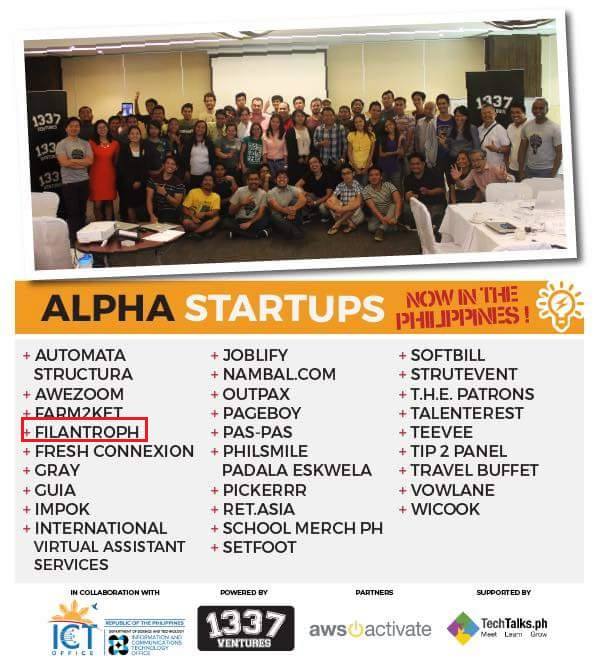 1337
VENTURES
133
133
1337
VENTURES
ALPHA STARTUPS
NOW IN THE
PHILIPPINES!
+ AUTOMATA
STRUCTURA
+ AWEZOOM
+ FARM2KET
+ FILANTROPH
+ FRESH CONNEXION
+ GRAY
+ GUIA
+ IMPOK
+ INTERNATIONAL
VIRTUAL ASSISTANT
SERVICES
+ JOBLIFY
+ NAMBAL.COM
+ OUTPAX
+ PAGEBOY
+ PAS-PAS
+ PHILSMILE
PADALA ESKWELA
+ PICKERRR
+ RET.ASIA
+ SCHOOL MERCH PH
+ SETFOOT
+ SOFTBILL
+ STRUTEVENT
+ T.H.E. PATRONS
+ TALENTEREST
+ TEEVEE
+ TIP 2 PANEL
+ TRAVEL BUFFET
+ VOWLANE
+ WICOOK
IN COLLABORATION WITH
ICT
OFFICE
REPUBLIC OF THE PHILIPPINES
DEPARTMENT OF SCIENCE AND TECHNOLOGY
INFORMATION AND
COMMUNICATIONS
TECHNOLOGY
OFFICE
POWERED BY
1337
VENTURES
PARTNERS
aws activate
SUPPORTED BY
TechTalks.ph
Meet Learn Grow